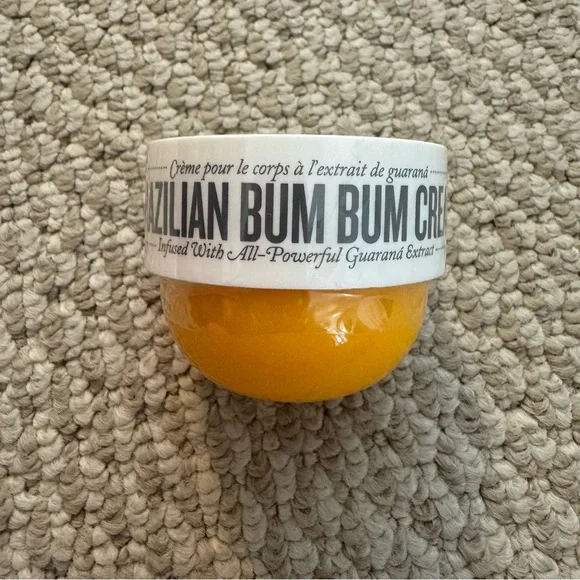 Crème pour le corps à l'extrait de guaraná
AZILIAN BUM BUM CRE
Infused With All-Powerful Guaraná Extract